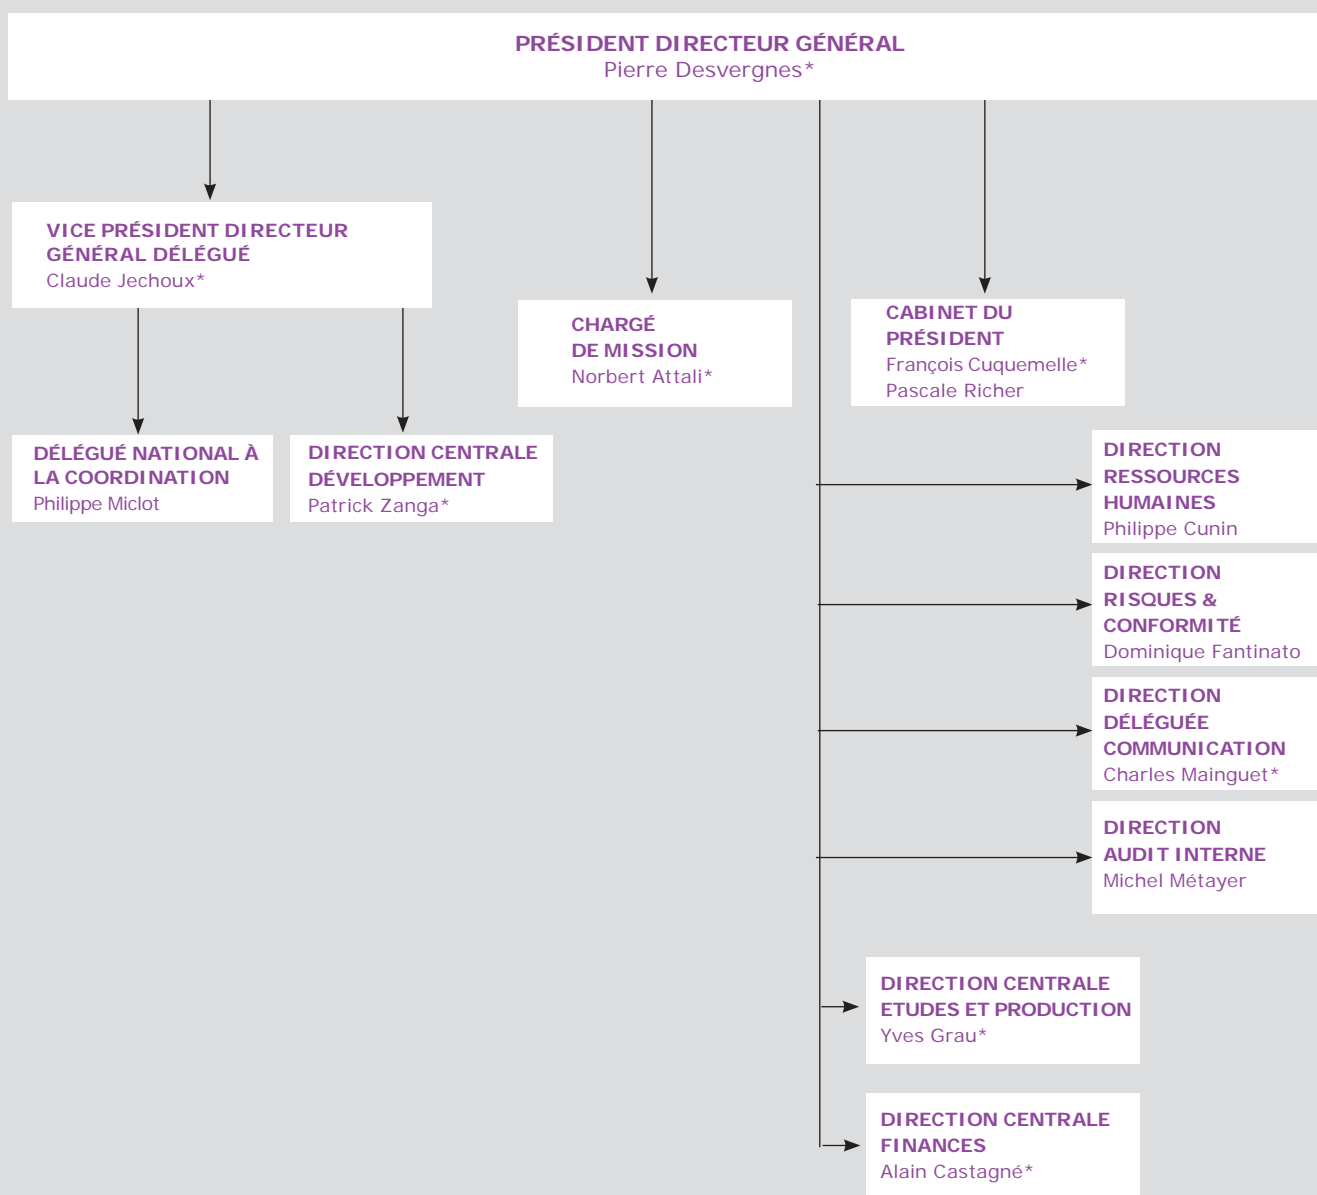 PRÉSIDENT DIRECTEUR GÉNÉRAL
Pierre Desvergnes*
VICE PRÉSIDENT DIRECTEUR
GÉNÉRAL DÉLÉGUÉ
Claude Jechoux*
CHARGÉ
DE MISSION
Norbert Attali*
CABINET DU
PRÉSIDENT
François Cuquemelle*
Pascale Richer
DÉLÉGUÉ NATIONAL À
LA COORDINATION
Philippe Miclot
DIRECTION CENTRALE
DÉVELOPPEMENT
Patrick Zanga*
DIRECTION
RESSOURCES
HUMAINES
Philippe Cunin
DIRECTION
RISQUES &
CONFORMITÉ
Dominique Fantinato
DIRECTION
DÉLÉGUÉE
COMMUNICATION
Charles Mainguet*
DIRECTION
AUDIT INTERNE
Michel Métayer
DIRECTION CENTRALE
ETUDES ET PRODUCTION
Yves Grau*
DIRECTION CENTRALE
FINANCES
Alain Castagné*